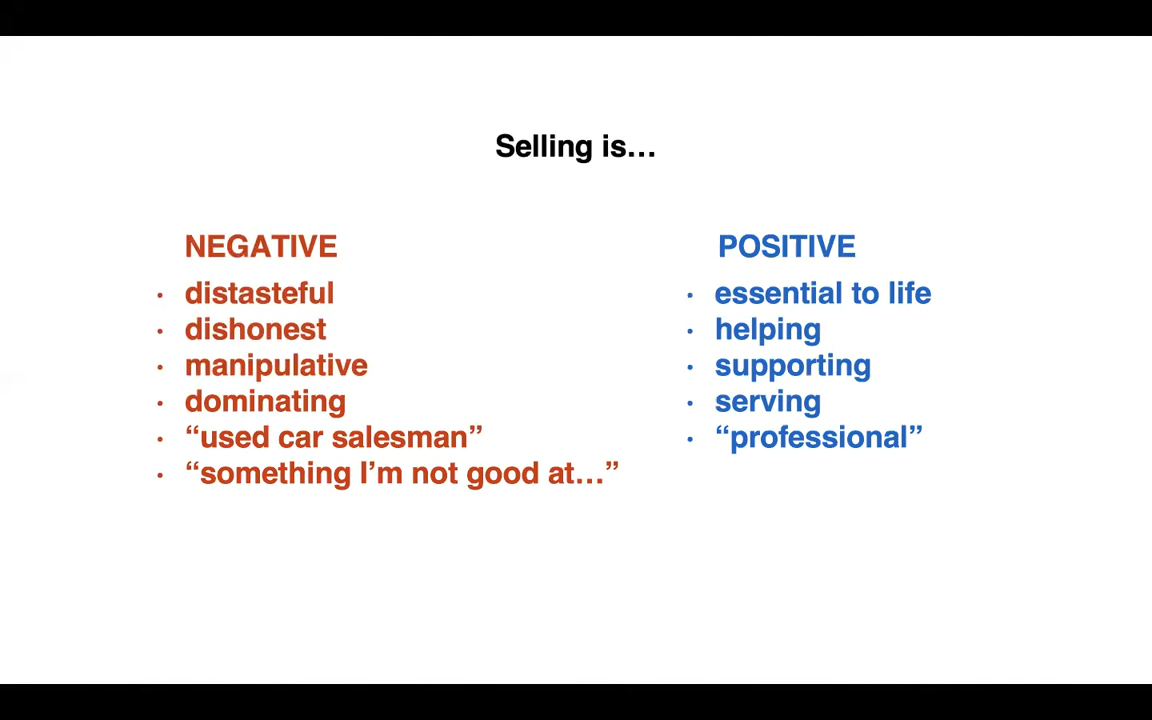 Selling is…
NEGATIVE
· distasteful
· dishonest
· manipulative
· dominating
· “used car salesman”
· “something I’m not good at…”
POSITIVE
· essential to life
· helping
· supporting
· serving
· “professional”